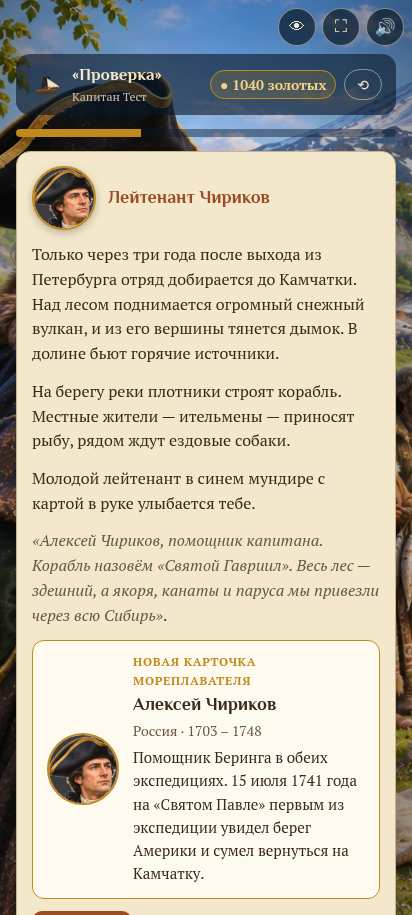 «Проверка»
Капитан Тест
● 1040 золотых
Лейтенант Чириков
Только через три года после выхода из
Петербурга отряд добирается до Камчатки.
Над лесом поднимается огромный снежный
вулкан, и из его вершины тянется дымок. В
долине бьют горячие источники.
На берегу реки плотники строят корабль.
Местные жители — ительмены — приносят
рыбу, рядом ждут ездовые собаки.
Молодой лейтенант в синем мундире с
картой в руке улыбается тебе.
«Алексей Чириков, помощник капитана.
Корабль назовём «Святой Гавриил». Весь лес —
здешний, а якоря, канаты и паруса мы привезли
через всю Сибирь».
НОВАЯ КАРТОЧКА
МОРЕПЛАВАТЕЛЯ
Алексей Чириков
Россия · 1703 – 1748
Помощник Беринга в обеих
экспедициях. 15 июля 1741 года
на «Святом Павле» первым из
экспедиции увидел берег
Америки и сумел вернуться на
Камчатку.